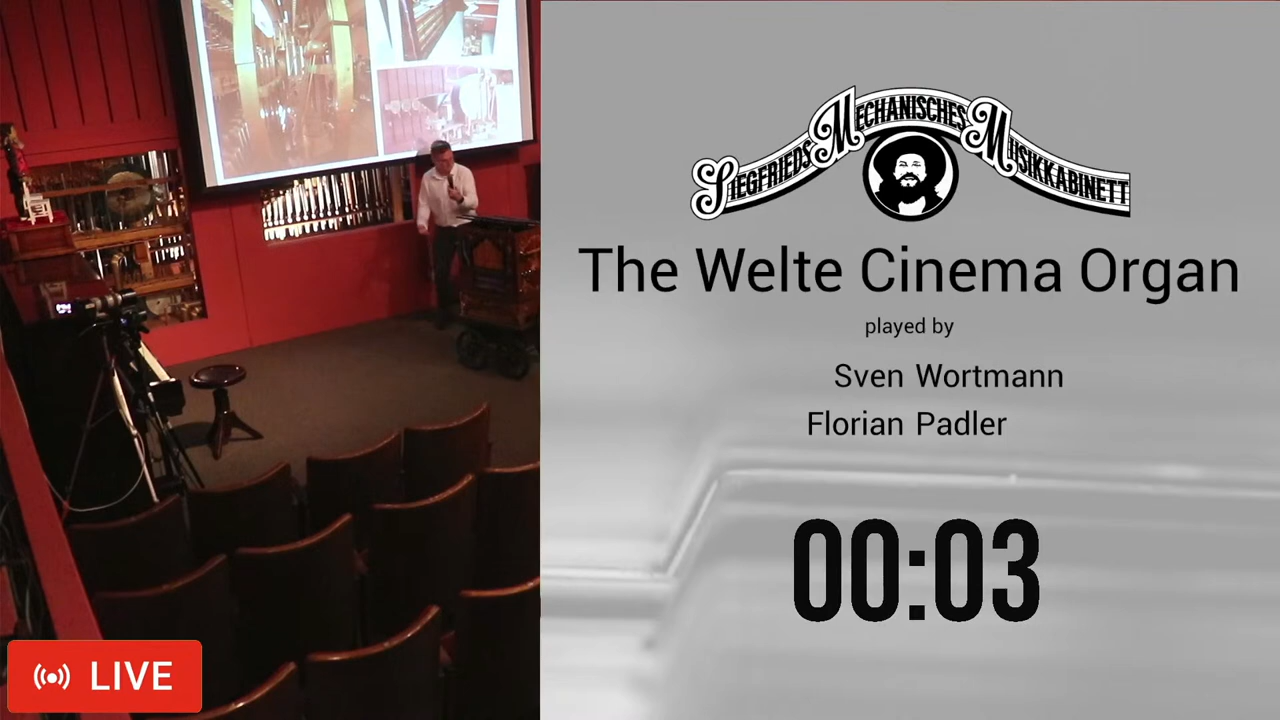 SIEGFRIEDS MECHANISCHES MUSIKKABINETT
The Welte Cinema Organ
played by
Sven Wortmann
Florian Padler
00:03
LIVE